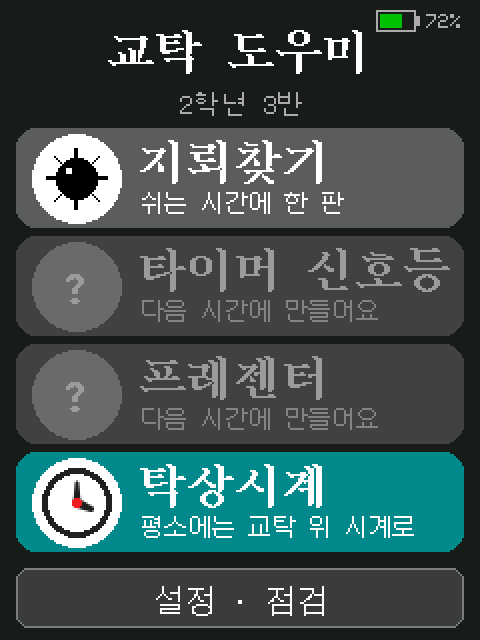 72%
교탁 도우미
2학년 3반
지뢰찾기
쉬는 시간에 한 판
?
타이머 신호등
다음 시간에 만들어요
?
프레젠터
다음 시간에 만들어요
탁상시계
평소에는 교탁 위 시계로
설정 · 점검